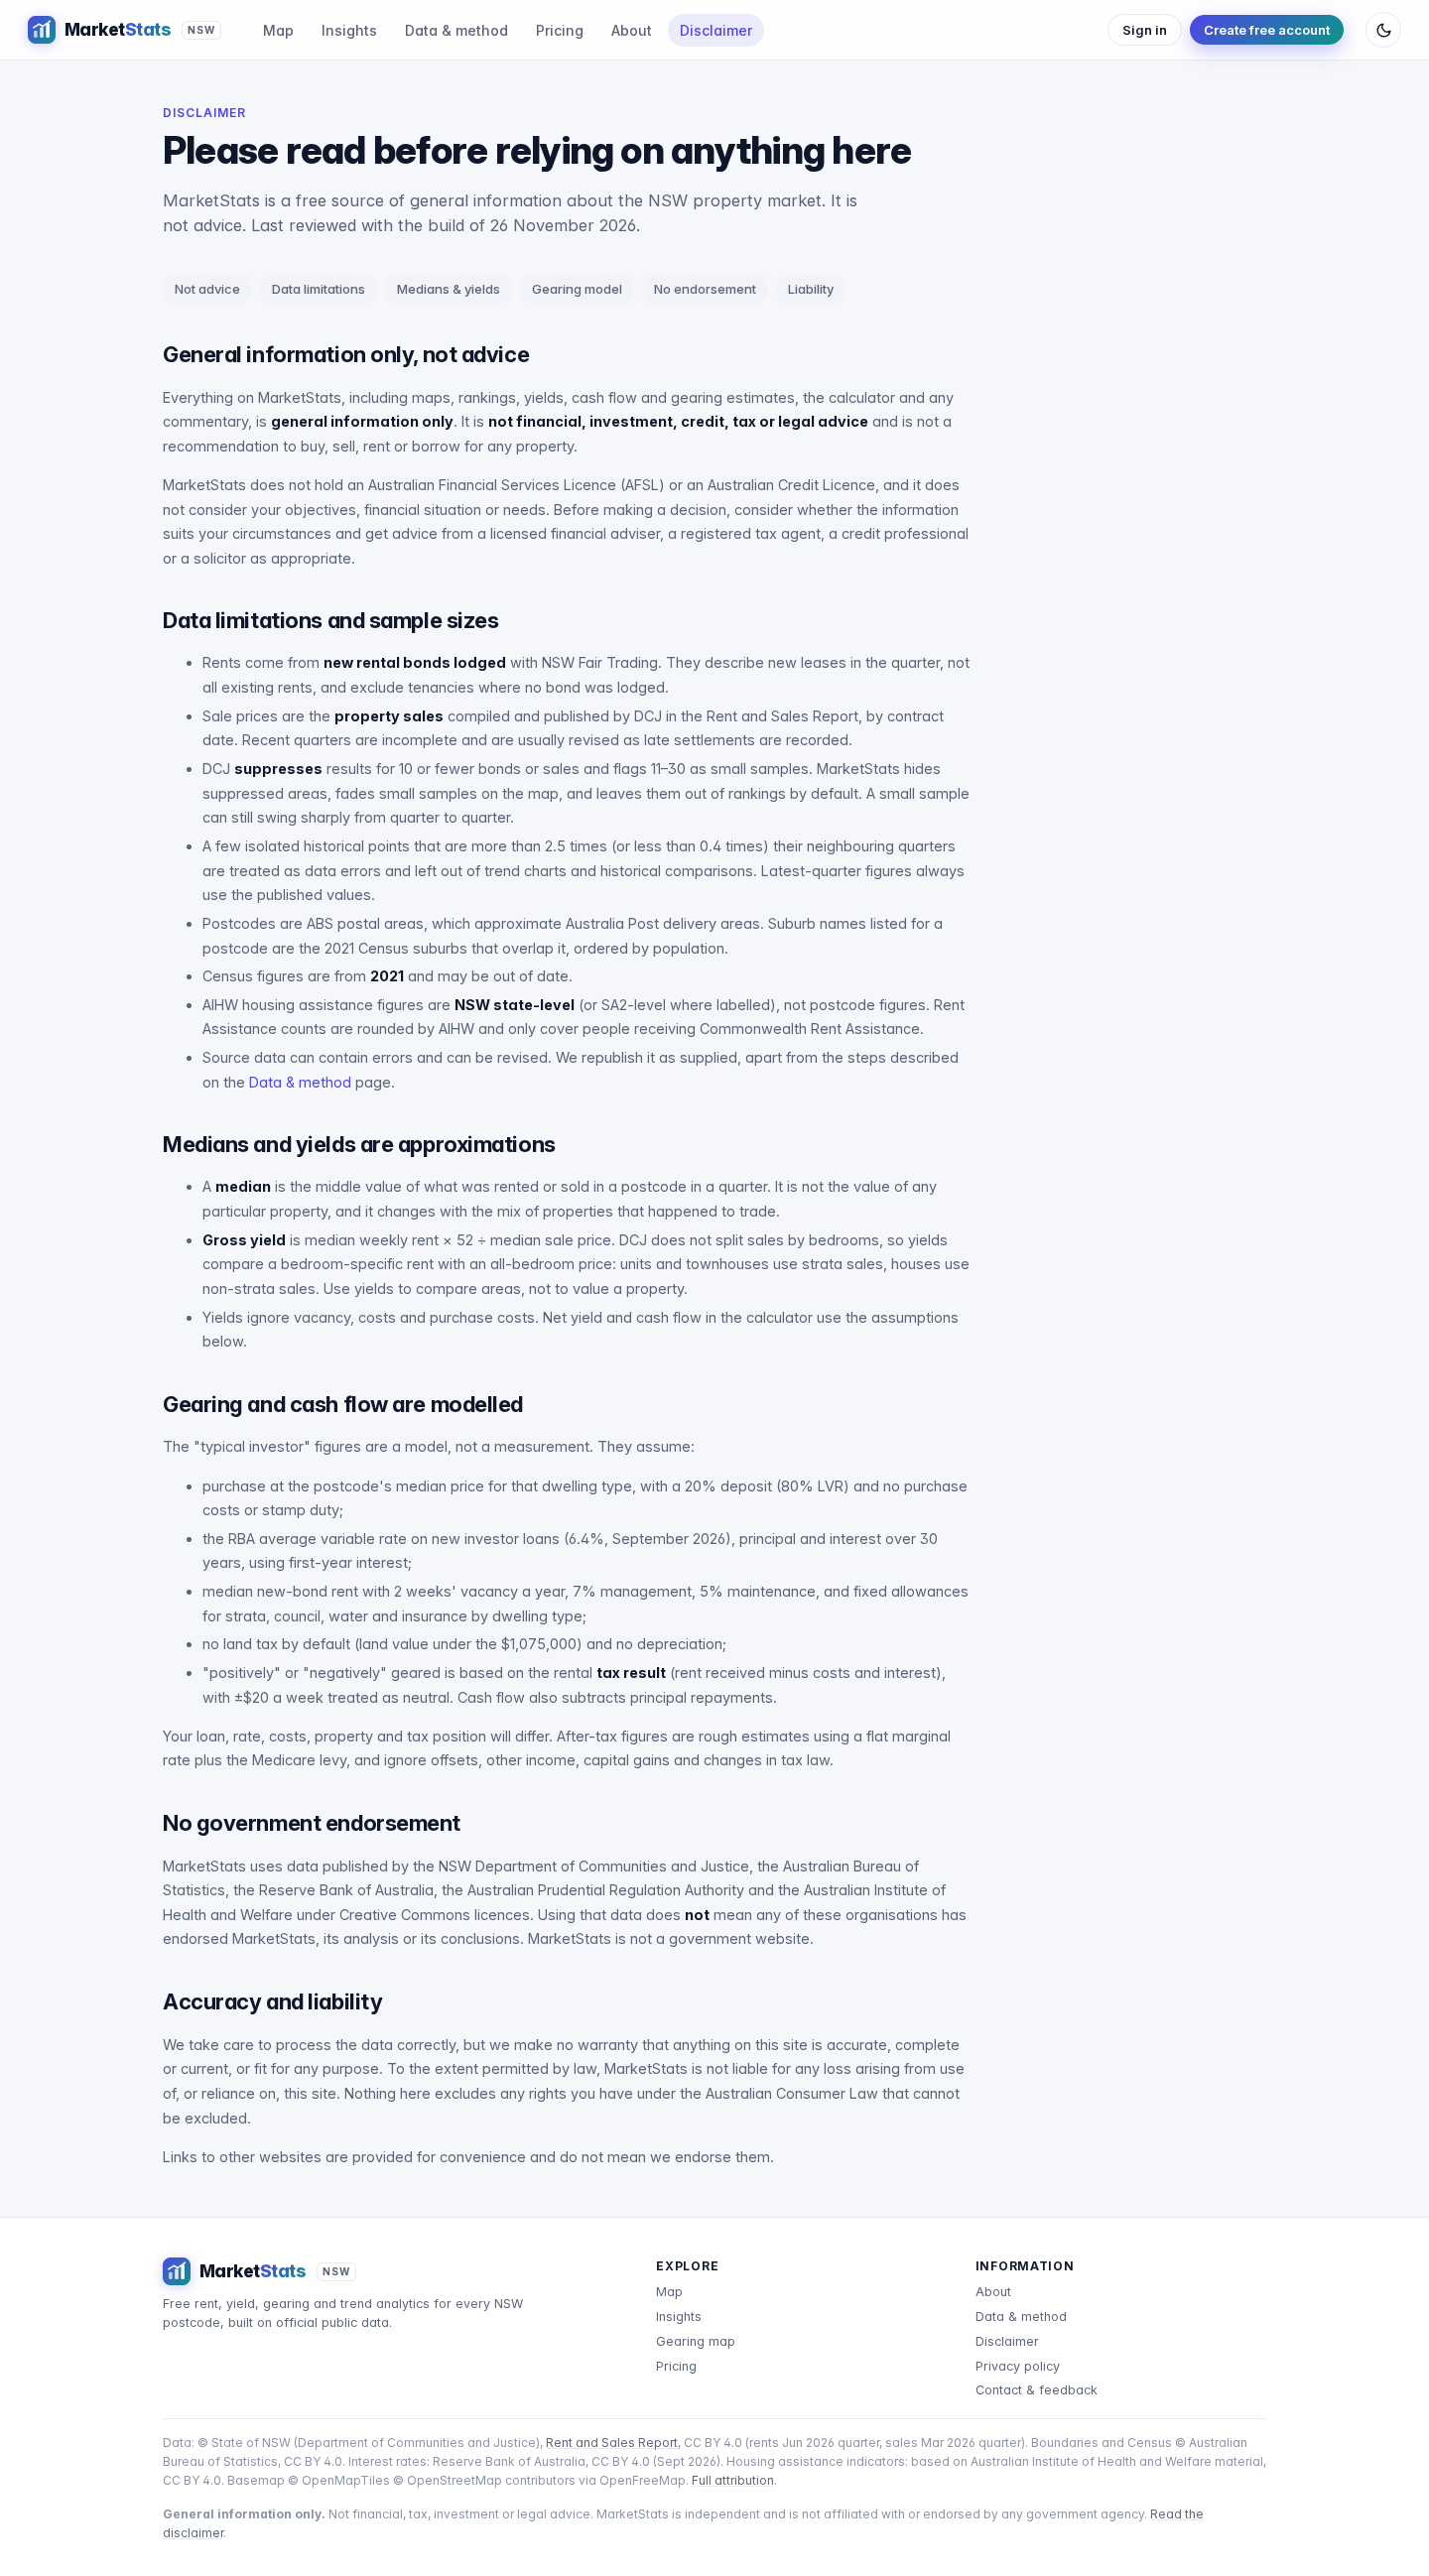 MarketStats NSW Map Insights Data & method Pricing About Disclaimer Sign in Create free account
DISCLAIMER
Please read before relying on anything here
MarketStats is a free source of general information about the NSW property market. It is
not advice. Last reviewed with the build of 26 November 2026.
Not advice Data limitations Medians & yields Gearing model No endorsement Liability
General information only, not advice
Everything on MarketStats, including maps, rankings, yields, cash flow and gearing estimates, the calculator and any
commentary, is general information only. It is not financial, investment, credit, tax or legal advice and is not a
recommendation to buy, sell, rent or borrow for any property.
MarketStats does not hold an Australian Financial Services Licence (AFSL) or an Australian Credit Licence, and it does
not consider your objectives, financial situation or needs. Before making a decision, consider whether the information
suits your circumstances and get advice from a licensed financial adviser, a registered tax agent, a credit professional
or a solicitor as appropriate.
Data limitations and sample sizes
• Rents come from new rental bonds lodged with NSW Fair Trading. They describe new leases in the quarter, not
all existing rents, and exclude tenancies where no bond was lodged.
• Sale prices are the property sales compiled and published by DCJ in the Rent and Sales Report, by contract
date. Recent quarters are incomplete and are usually revised as late settlements are recorded.
• DCJ suppresses results for 10 or fewer bonds or sales and flags 11–30 as small samples. MarketStats hides
suppressed areas, fades small samples on the map, and leaves them out of rankings by default. A small sample
can still swing sharply from quarter to quarter.
• A few isolated historical points that are more than 2.5 times (or less than 0.4 times) their neighbouring quarters
are treated as data errors and left out of trend charts and historical comparisons. Latest-quarter figures always
use the published values.
• Postcodes are ABS postal areas, which approximate Australia Post delivery areas. Suburb names listed for a
postcode are the 2021 Census suburbs that overlap it, ordered by population.
• Census figures are from 2021 and may be out of date.
• AIHW housing assistance figures are NSW state-level (or SA2-level where labelled), not postcode figures. Rent
Assistance counts are rounded by AIHW and only cover people receiving Commonwealth Rent Assistance.
• Source data can contain errors and can be revised. We republish it as supplied, apart from the steps described
on the Data & method page.
Medians and yields are approximations
• A median is the middle value of what was rented or sold in a postcode in a quarter. It is not the value of any
particular property, and it changes with the mix of properties that happened to trade.
• Gross yield is median weekly rent × 52 ÷ median sale price. DCJ does not split sales by bedrooms, so yields
compare a bedroom-specific rent with an all-bedroom price: units and townhouses use strata sales, houses use
non-strata sales. Use yields to compare areas, not to value a property.
• Yields ignore vacancy, costs and purchase costs. Net yield and cash flow in the calculator use the assumptions
below.
Gearing and cash flow are modelled
The "typical investor" figures are a model, not a measurement. They assume:
• purchase at the postcode's median price for that dwelling type, with a 20% deposit (80% LVR) and no purchase
costs or stamp duty;
• the RBA average variable rate on new investor loans (6.4%, September 2026), principal and interest over 30
years, using first-year interest;
• median new-bond rent with 2 weeks' vacancy a year, 7% management, 5% maintenance, and fixed allowances
for strata, council, water and insurance by dwelling type;
• no land tax by default (land value under the $1,075,000) and no depreciation;
• "positively" or "negatively" geared is based on the rental tax result (rent received minus costs and interest),
with ±$20 a week treated as neutral. Cash flow also subtracts principal repayments.
Your loan, rate, costs, property and tax position will differ. After-tax figures are rough estimates using a flat marginal
rate plus the Medicare levy, and ignore offsets, other income, capital gains and changes in tax law.
No government endorsement
MarketStats uses data published by the NSW Department of Communities and Justice, the Australian Bureau of
Statistics, the Reserve Bank of Australia, the Australian Prudential Regulation Authority and the Australian Institute of
Health and Welfare under Creative Commons licences. Using that data does not mean any of these organisations has
endorsed MarketStats, its analysis or its conclusions. MarketStats is not a government website.
Accuracy and liability
We take care to process the data correctly, but we make no warranty that anything on this site is accurate, complete
or current, or fit for any purpose. To the extent permitted by law, MarketStats is not liable for any loss arising from use
of, or reliance on, this site. Nothing here excludes any rights you have under the Australian Consumer Law that cannot
be excluded.
Links to other websites are provided for convenience and do not mean we endorse them.
MarketStats NSW
Free rent, yield, gearing and trend analytics for every NSW
postcode, built on official public data.
EXPLORE
Map
Insights
Gearing map
Pricing
INFORMATION
About
Data & method
Disclaimer
Privacy policy
Contact & feedback
Data: © State of NSW (Department of Communities and Justice), Rent and Sales Report, CC BY 4.0 (rents Jun 2026 quarter, sales Mar 2026 quarter). Boundaries and Census © Australian
Bureau of Statistics, CC BY 4.0. Interest rates: Reserve Bank of Australia, CC BY 4.0 (Sept 2026). Housing assistance indicators: based on Australian Institute of Health and Welfare material,
CC BY 4.0. Basemap © OpenMapTiles © OpenStreetMap contributors via OpenFreeMap. Full attribution.
General information only. Not financial, tax, investment or legal advice. MarketStats is independent and is not affiliated with or endorsed by any government agency. Read the
disclaimer.